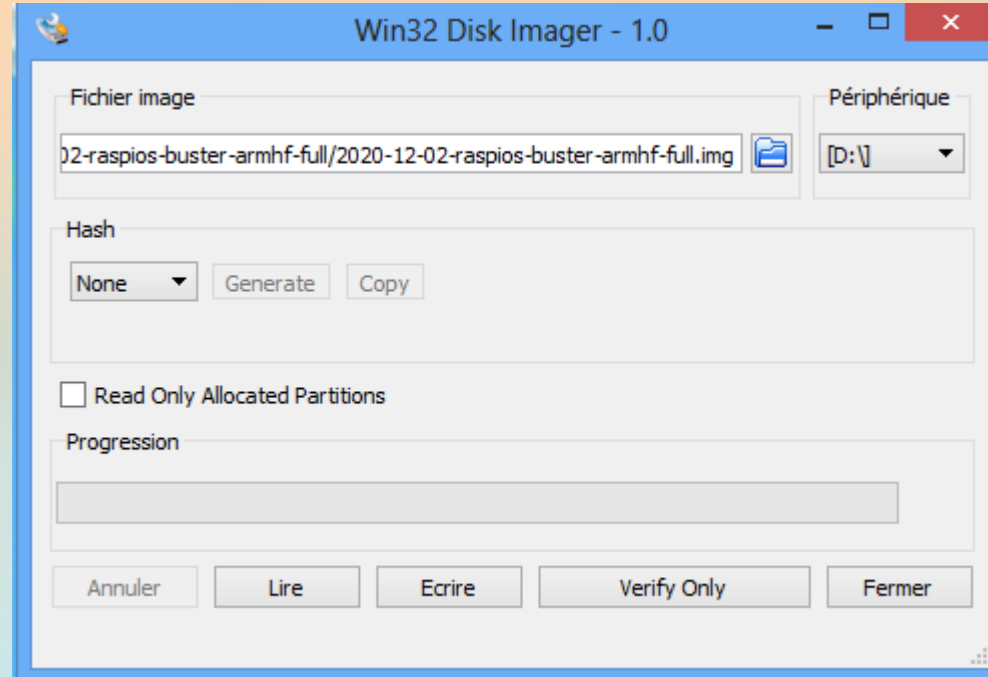 Win32 Disk Imager - 1.0
Fichier image
Périphérique
02-raspios-buster-armhf-full/2020-12-02-raspios-buster-armhf-full.img
[D:\]
Hash
None
Generate
Copy
Read Only Allocated Partitions
Progression
Annuler
Lire
Ecrire
Verify Only
Fermer